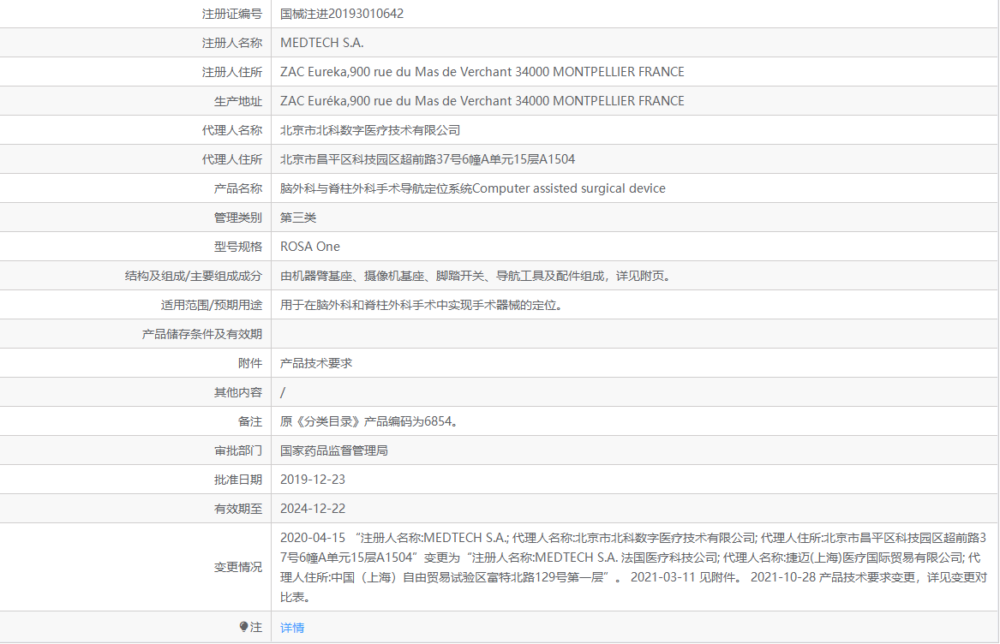 注册证编号 国械注进20193010642
注册人名称 MEDTECH S.A.
注册人住所 ZAC Eureka,900 rue du Mas de Verchant 34000 MONTPELLIER FRANCE
生产地址 ZAC Euréka,900 rue du Mas de Verchant 34000 MONTPELLIER FRANCE
代理人名称 北京市北科数字医疗技术有限公司
代理人住所 北京市昌平区科技园区超前路37号6幢A单元15层A1504
产品名称 脑外科与脊柱外科手术导航定位系统Computer assisted surgical device
管理类别 第三类
型号规格 ROSA One
结构及组成/主要组成成分 由机器臂基座、摄像机基座、脚踏开关、导航工具及配件组成，详见附页。
适用范围/预期用途 用于在脑外科和脊柱外科手术中实现手术器械的定位。
产品储存条件及有效期
附件 产品技术要求
其他内容 /
备注 原《分类目录》产品编码为6854。
审批部门 国家药品监督管理局
批准日期 2019-12-23
有效期至 2024-12-22
变更情况 2020-04-15 “注册人名称:MEDTECH S.A.; 代理人名称:北京市北科数字医疗技术有限公司; 代理人住所:北京市昌平区科技园区超前路3
7号6幢A单元15层A1504”变更为“注册人名称:MEDTECH S.A. 法国医疗科技公司; 代理人名称:捷迈(上海)医疗国际贸易有限公司; 代
理人住所:中国（上海）自由贸易试验区富特北路129号第一层”。 2021-03-11 见附件。 2021-10-28 产品技术要求变更，详见变更对
比表。
注 详情